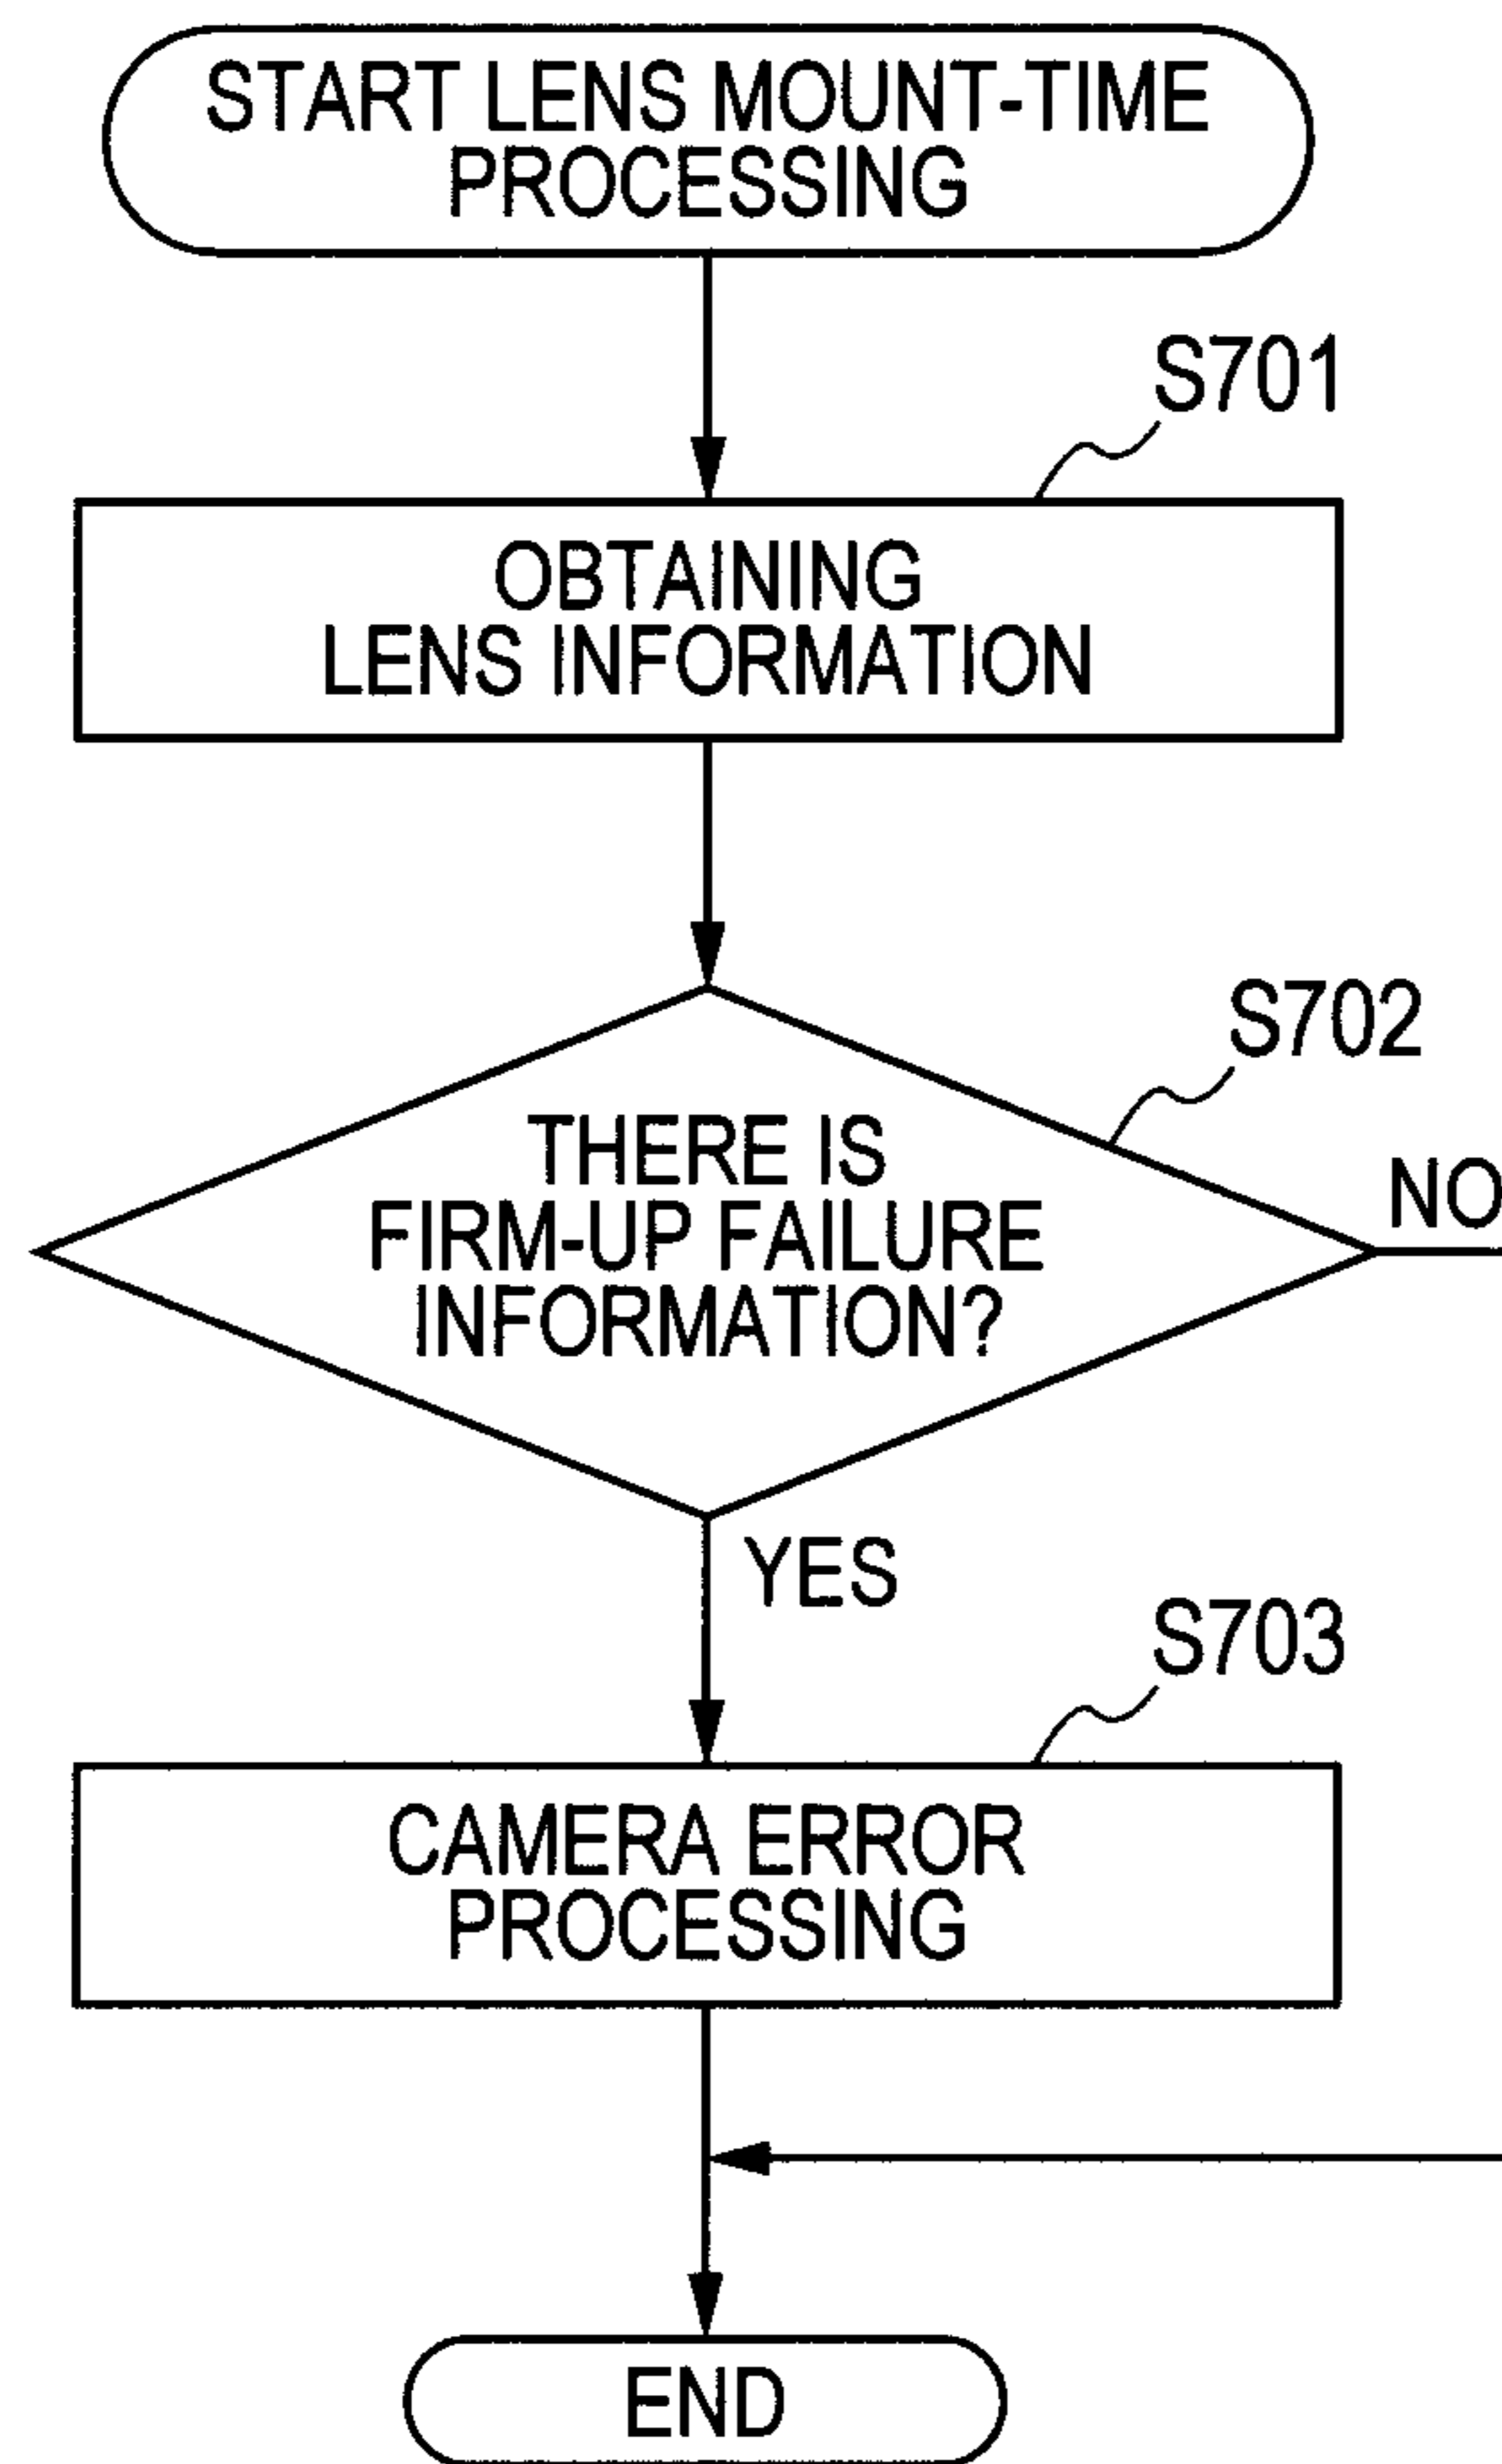 START LENS MOUNT-TIME
PROCESSING
S701
OBTAINING
LENS INFORMATION
S702
THERE IS
FIRM-UP FAILURE
INFORMATION?
NO
YES
S703
CAMERA ERROR
PROCESSING
END